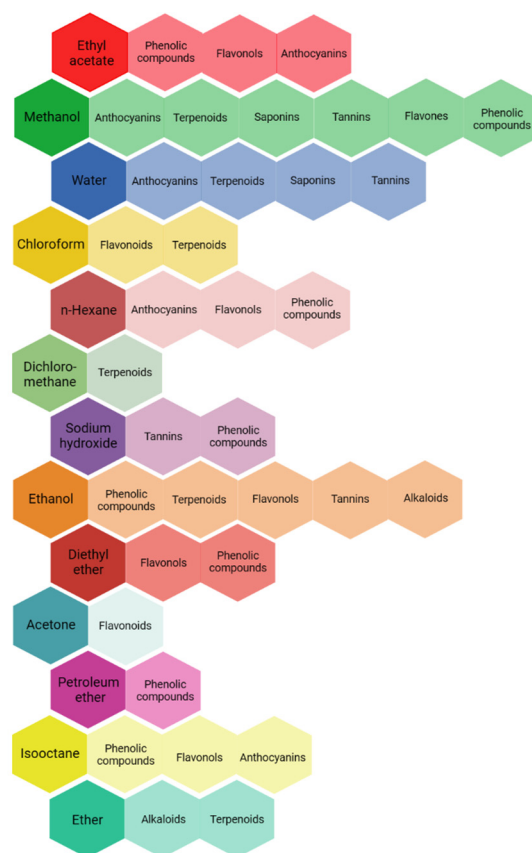 Ethyl
acetate
Phenolic
compounds
Flavonols
Anthocyanins
Methanol
Anthocyanins
Terpenoids
Saponins
Tannins
Flavones
Phenolic
compounds
Water
Anthocyanins
Terpenoids
Saponins
Tannins
Chloroform
Flavonoids
Terpenoids
n-Hexane
Anthocyanins
Flavonols
Phenolic
compounds
Dichloro-
methane
Terpenoids
Sodium
hydroxide
Tannins
Phenolic
compounds
Ethanol
Phenolic
compounds
Terpenoids
Flavonols
Tannins
Alkaloids
Diethyl
ether
Flavonols
Phenolic
compounds
Acetone
Flavonoids
Petroleum
ether
Phenolic
compounds
Isooctane
Phenolic
compounds
Flavonols
Anthocyanins
Ether
Alkaloids
Terpenoids